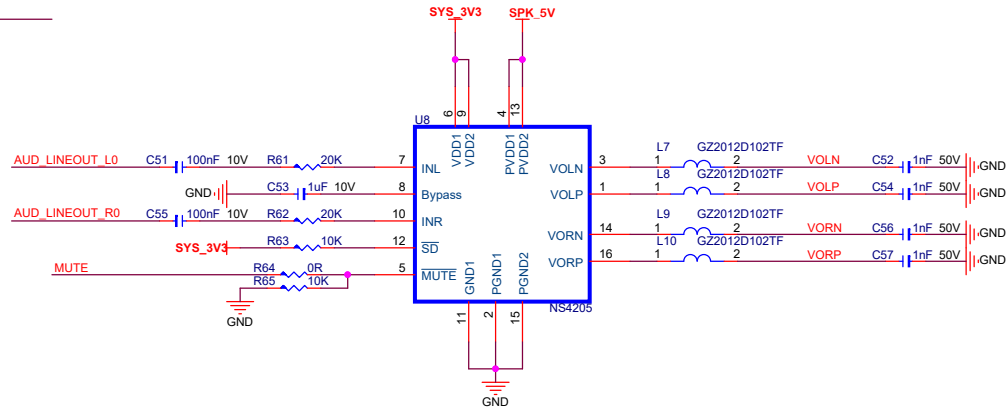 SYS_3V3 SPK_5V
6 9 4 13
U8
VDD1 VDD2 PVDD1 PVDD2
AUD_LINEOUT_L0 C51 100nF 10V R61 20K 7 INL
GND C53 1uF 10V 8 Bypass
AUD_LINEOUT_R0 C55 100nF 10V R62 20K 10 INR
SYS_3V3 R63 10K 12 SD
MUTE R64 0R 5 MUTE
R65 10K
GND
L7 GZ2012D102TF
VOLN 3 1 2 VOLN C52 1nF 50V GND
L8 GZ2012D102TF
VOLP 1 1 2 VOLP C54 1nF 50V GND
L9 GZ2012D102TF
VORN 14 1 2 VORN C56 1nF 50V GND
L10 GZ2012D102TF
VORP 16 1 2 VORP C57 1nF 50V GND
GND1 PGND1 PGND2
NS4205
11 2 15
GND